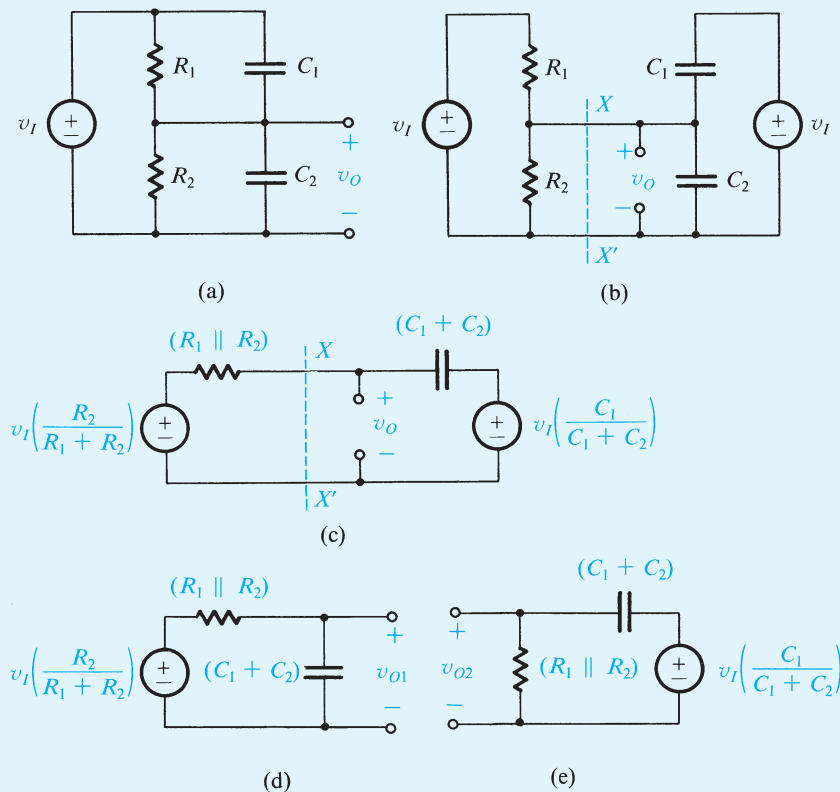 R1 C1
vI + −
R2 C2
+
vO
−
(a)
R1 C1
X
vI + − + − vI
R2 + vO − C2
X′
(b)
(R1 || R2) X (C1 + C2)
vI(R2 / (R1 + R2)) + − + vO − + − vI(C1 / (C1 + C2))
X′
(c)
(R1 || R2)
vI(R2 / (R1 + R2)) + − (C1 + C2) + vO1 −
(d)
(C1 + C2)
+ vO2 − (R1 || R2) + − vI(C1 / (C1 + C2))
(e)